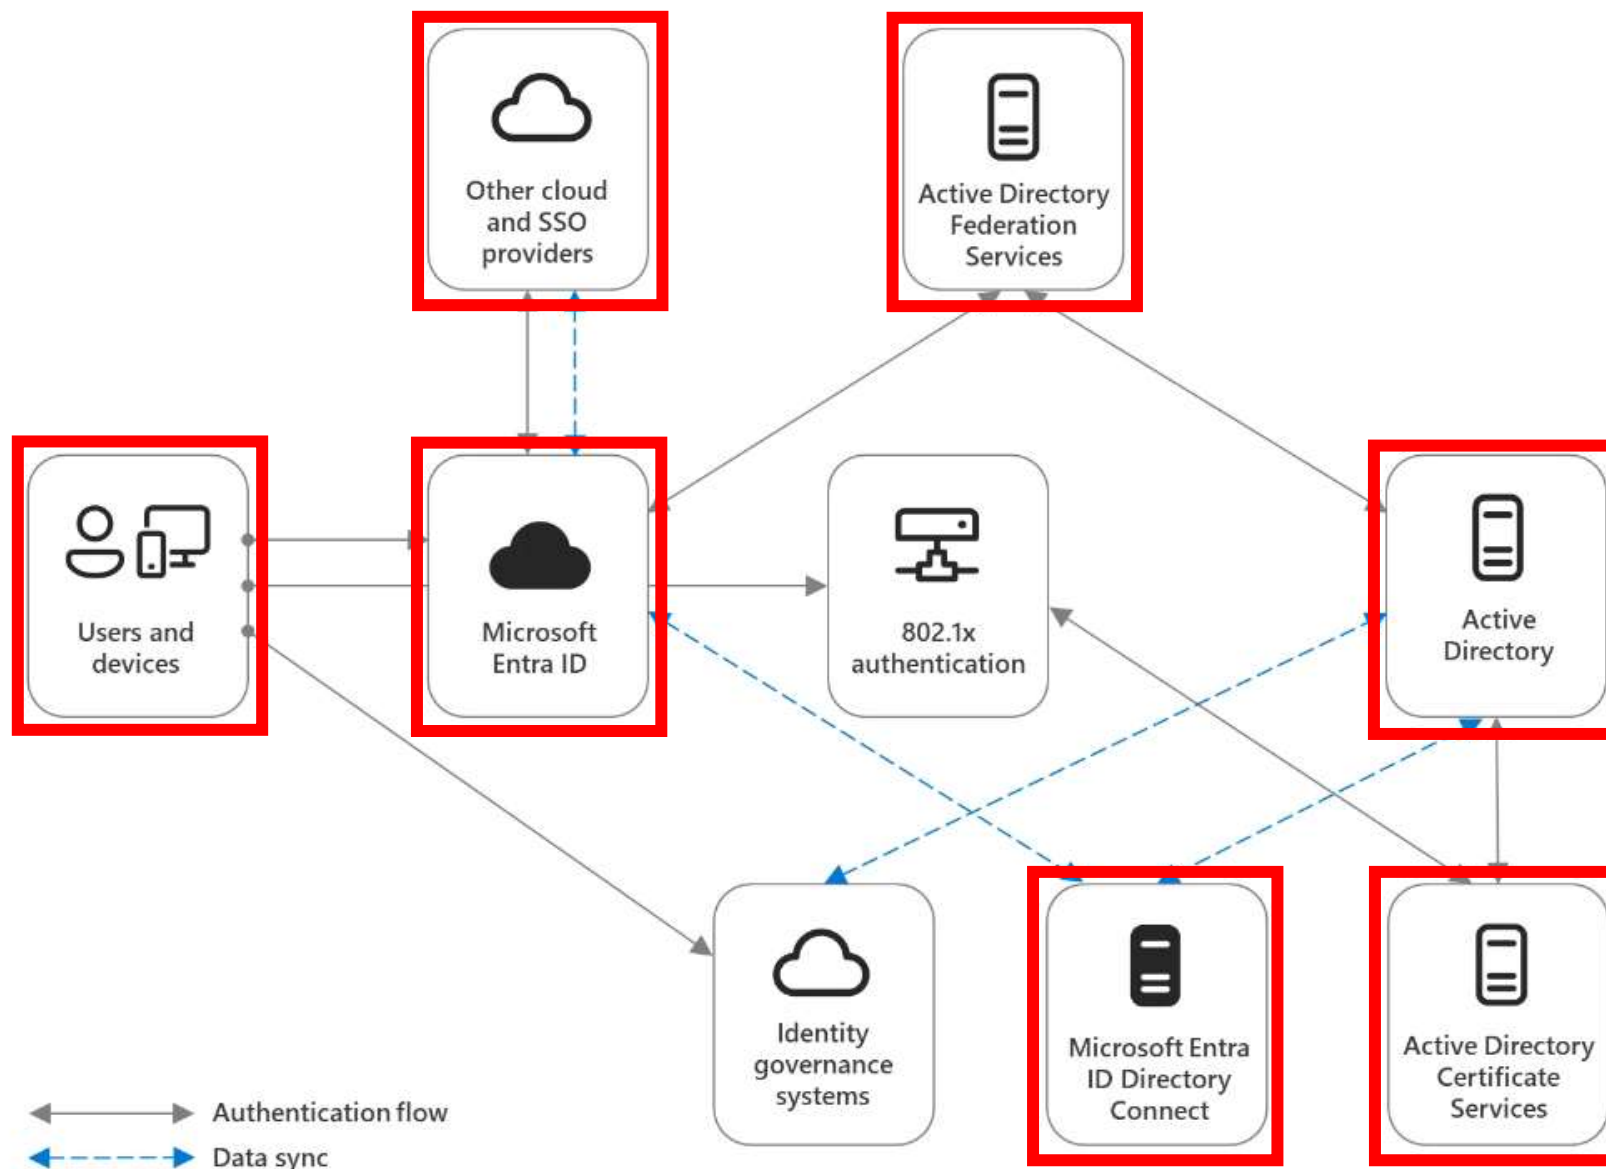 Other cloud
and SSO
providers
Active Directory
Federation
Services
Users and
devices
Microsoft
Entra ID
802.1x
authentication
Active
Directory
Identity
governance
systems
Microsoft Entra
ID Directory
Connect
Active Directory
Certificate
Services
Authentication flow
Data sync